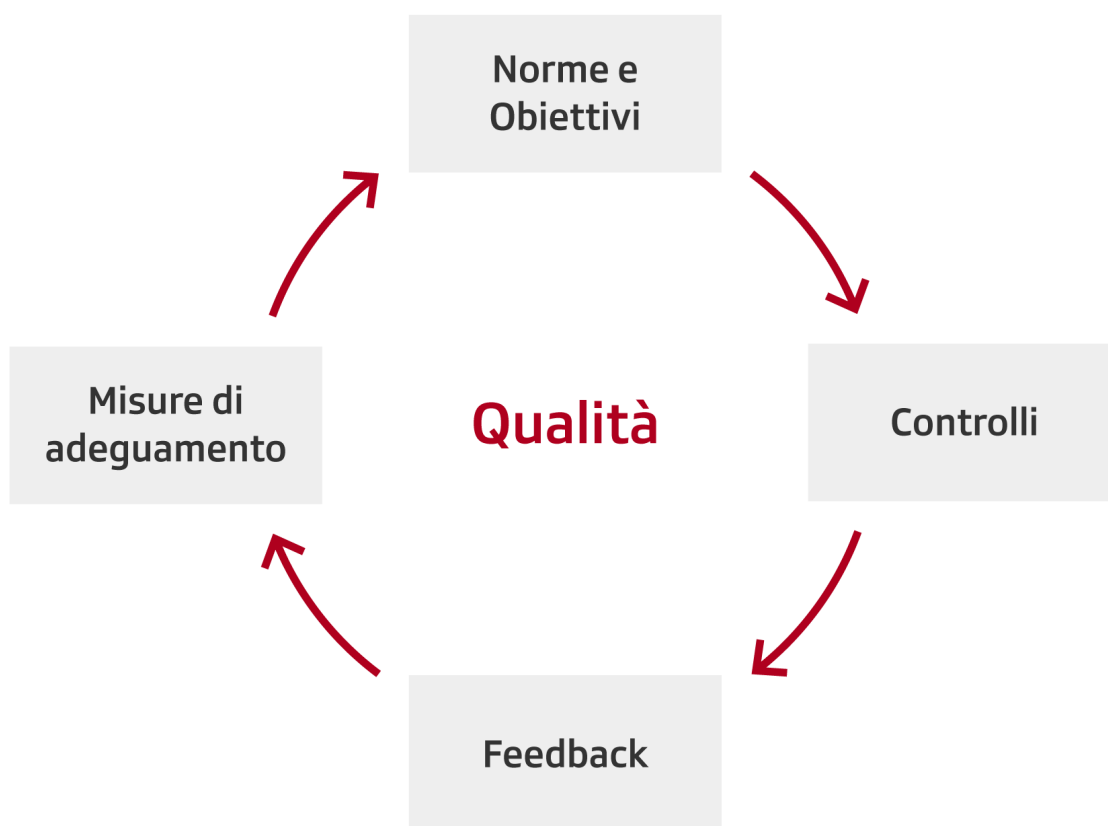 Norme e
Obiettivi
Misure di
adeguamento
Qualità
Controlli
Feedback